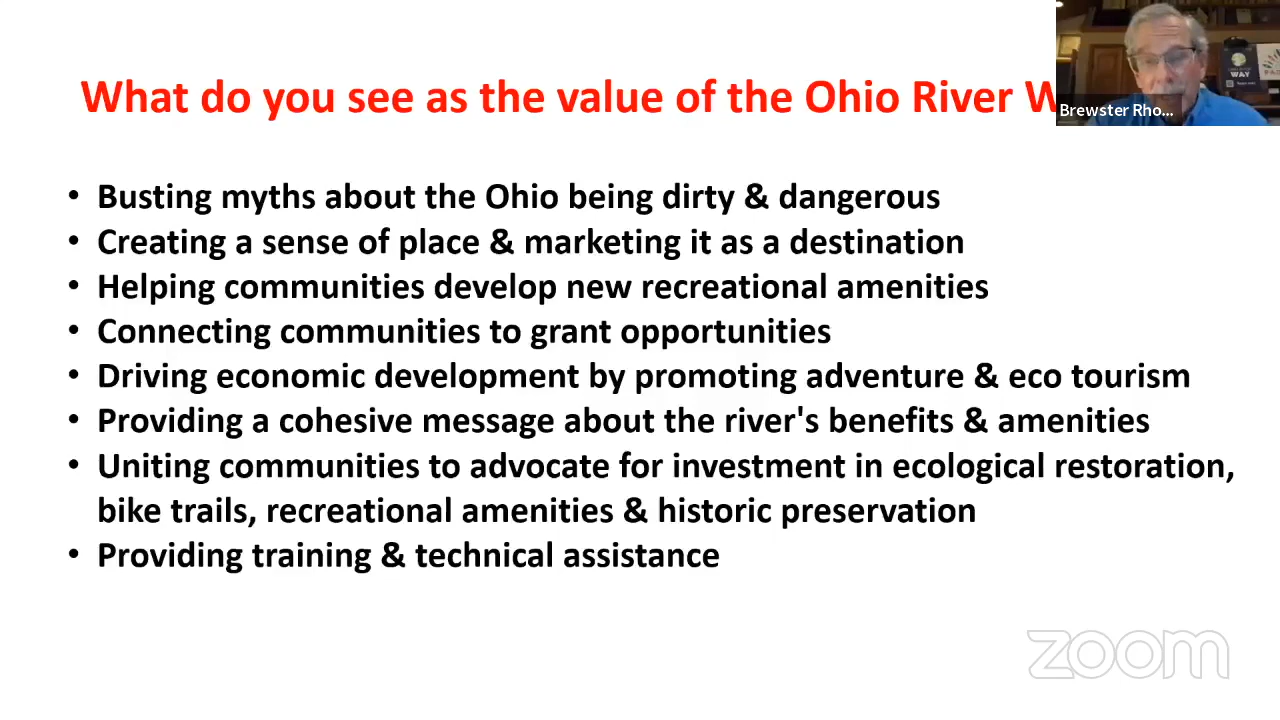 What do you see as the value of the Ohio River W
Brewster Rho...
WAY
• Busting myths about the Ohio being dirty & dangerous
• Creating a sense of place & marketing it as a destination
• Helping communities develop new recreational amenities
• Connecting communities to grant opportunities
• Driving economic development by promoting adventure & eco tourism
• Providing a cohesive message about the river's benefits & amenities
• Uniting communities to advocate for investment in ecological restoration,
bike trails, recreational amenities & historic preservation
• Providing training & technical assistance
zoom